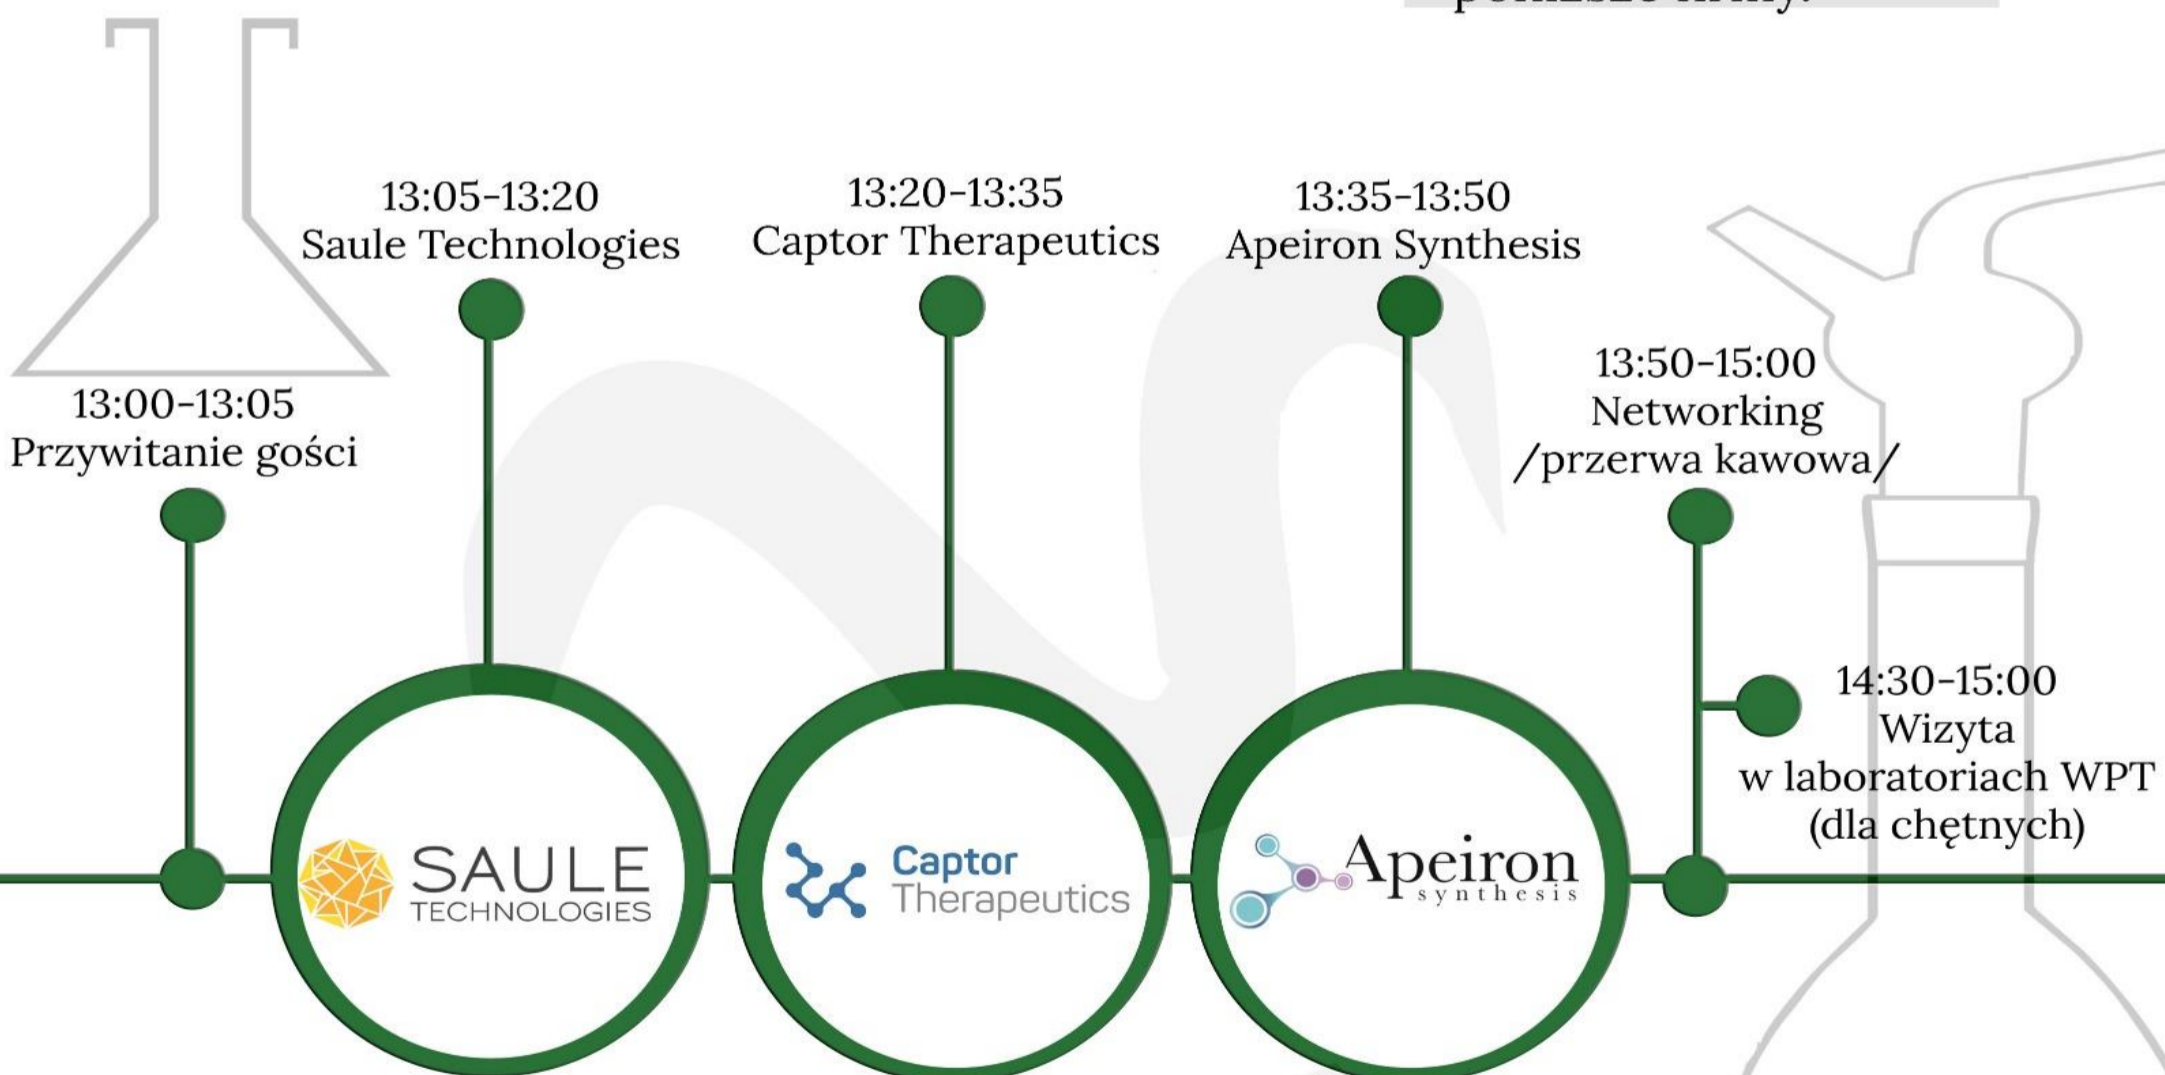 13:05-13:20
Saule Technologies
13:20-13:35
Captor Therapeutics
13:35-13:50
Apeiron Synthesis
13:00-13:05
Przywitanie gości
13:50-15:00
Networking
/przerwa kawowa/
14:30-15:00
Wizyta
w laboratoriach WPT
(dla chętnych)
SAULE
TECHNOLOGIES
Captor
Therapeutics
Apeiron
synthesis